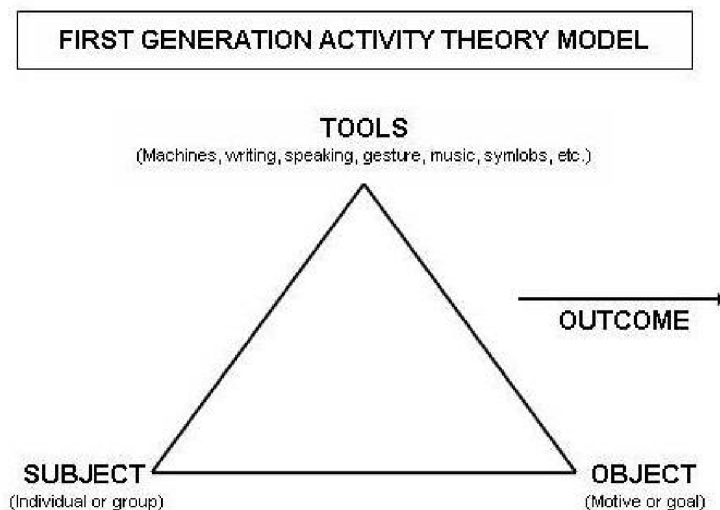 FIRST GENERATION ACTIVITY THEORY MODEL
TOOLS
(Machines, writing, speaking, gesture, music, symlobs, etc.)
OUTCOME
SUBJECT
(Individual or group)
OBJECT
(Motive or goal)